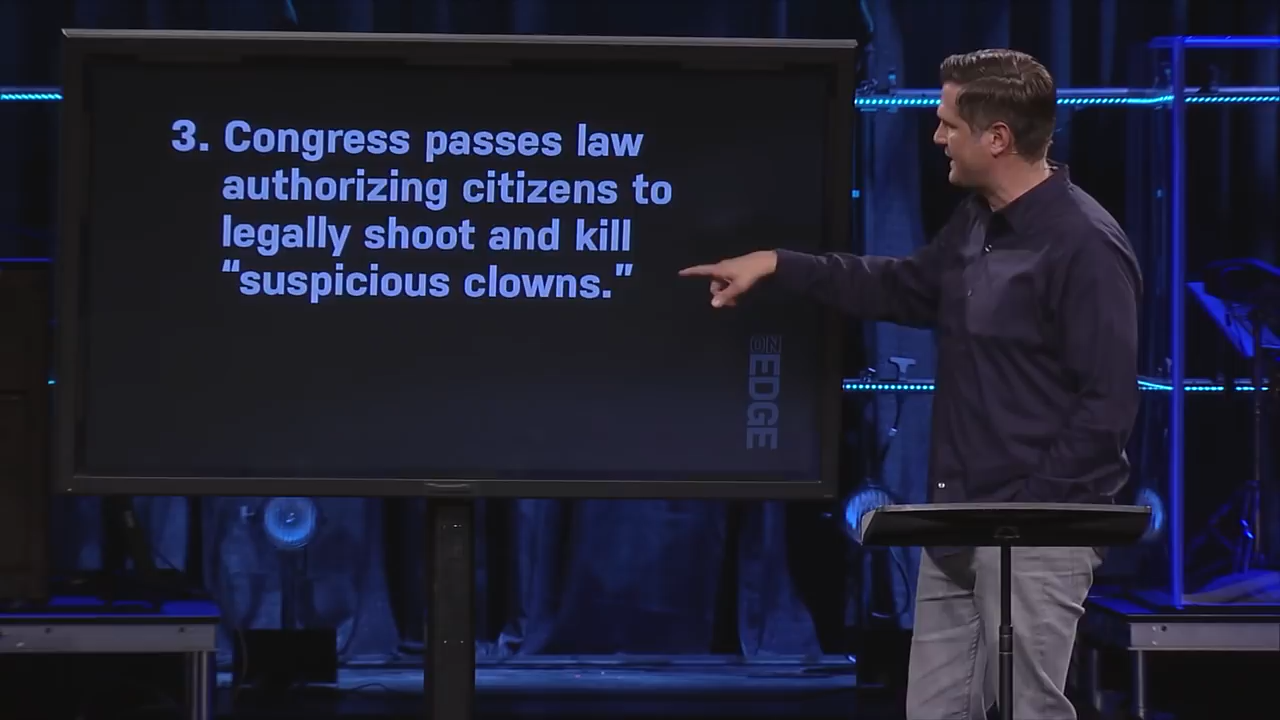 3. Congress passes law
authorizing citizens to
legally shoot and kill
“suspicious clowns.”
ON
EDGE